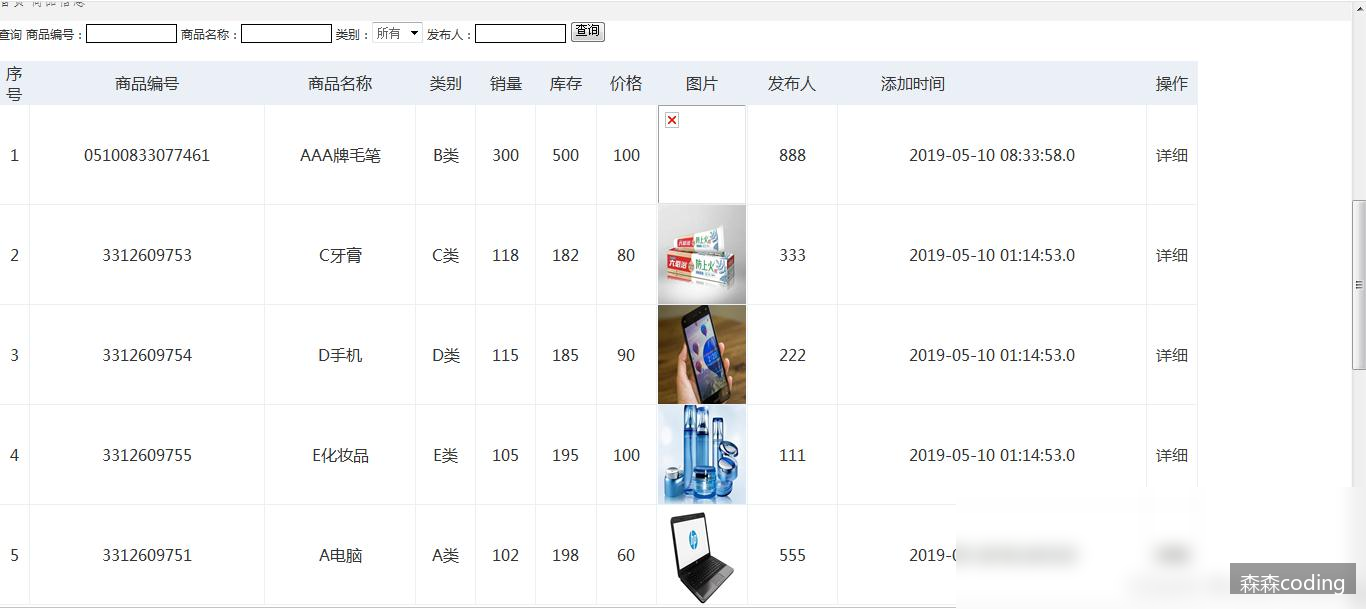 首页 商品信息
查询 商品编号： 商品名称： 类别： 所有 发布人： 查询
序号 商品编号 商品名称 类别 销量 库存 价格 图片 发布人 添加时间 操作
1 05100833077461 AAA牌毛笔 B类 300 500 100 888 2019-05-10 08:33:58.0 详细
2 3312609753 C牙膏 C类 118 182 80 333 2019-05-10 01:14:53.0 详细
3 3312609754 D手机 D类 115 185 90 222 2019-05-10 01:14:53.0 详细
4 3312609755 E化妆品 E类 105 195 100 111 2019-05-10 01:14:53.0 详细
5 3312609751 A电脑 A类 102 198 60 555 2019-0
森森coding